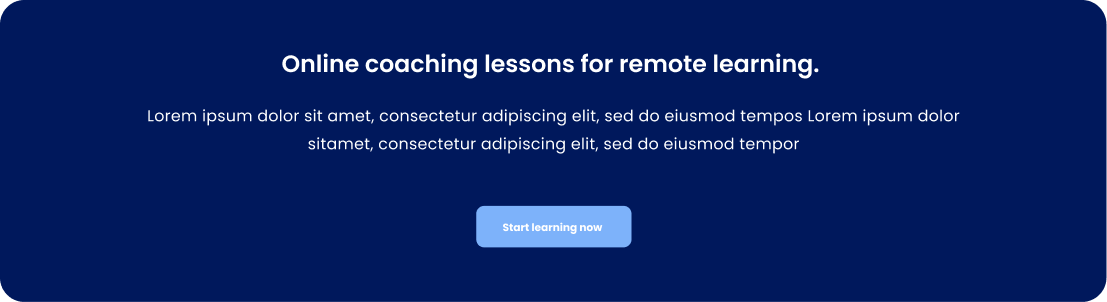 Online coaching lessons for remote learning.
Lorem ipsum dolor sit amet, consectetur adipiscing elit, sed do eiusmod tempos Lorem ipsum dolor
sitamet, consectetur adipiscing elit, sed do eiusmod tempor
Start learning now